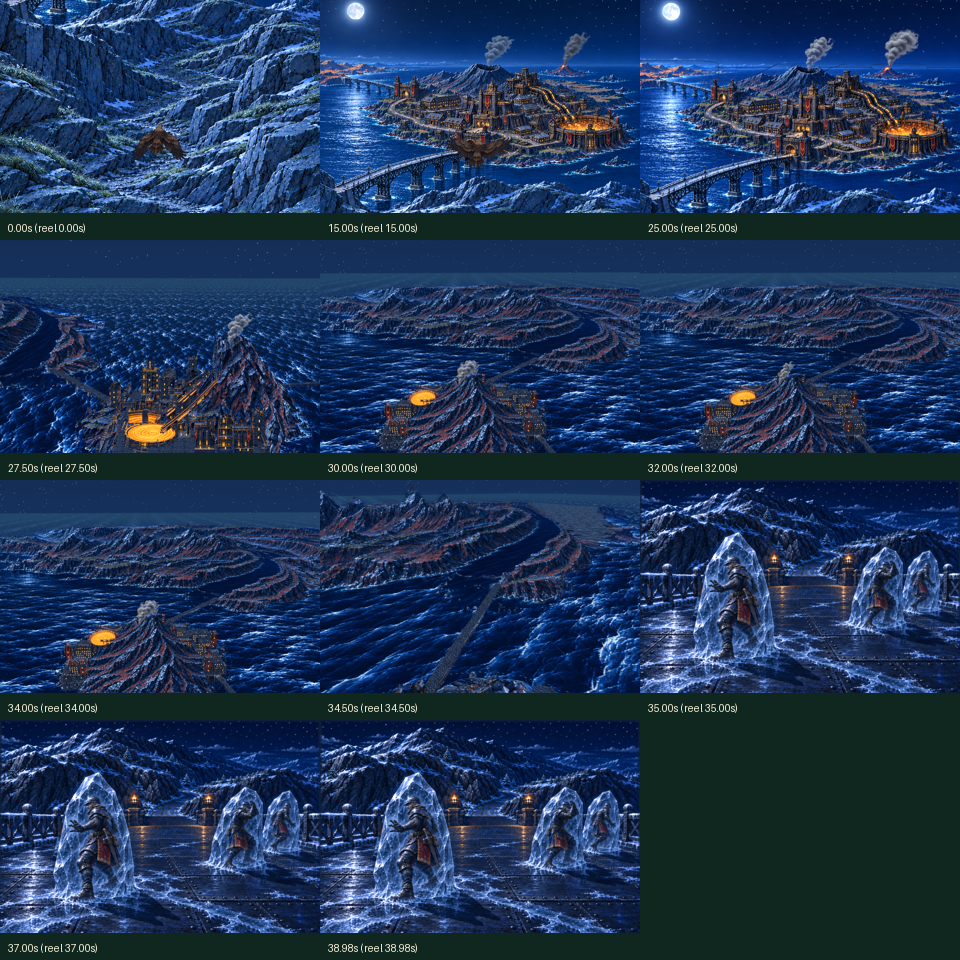 0.00s (reel 0.00s)
15.00s (reel 15.00s)
25.00s (reel 25.00s)
27.50s (reel 27.50s)
30.00s (reel 30.00s)
32.00s (reel 32.00s)
34.00s (reel 34.00s)
34.50s (reel 34.50s)
35.00s (reel 35.00s)
37.00s (reel 37.00s)
38.98s (reel 38.98s)